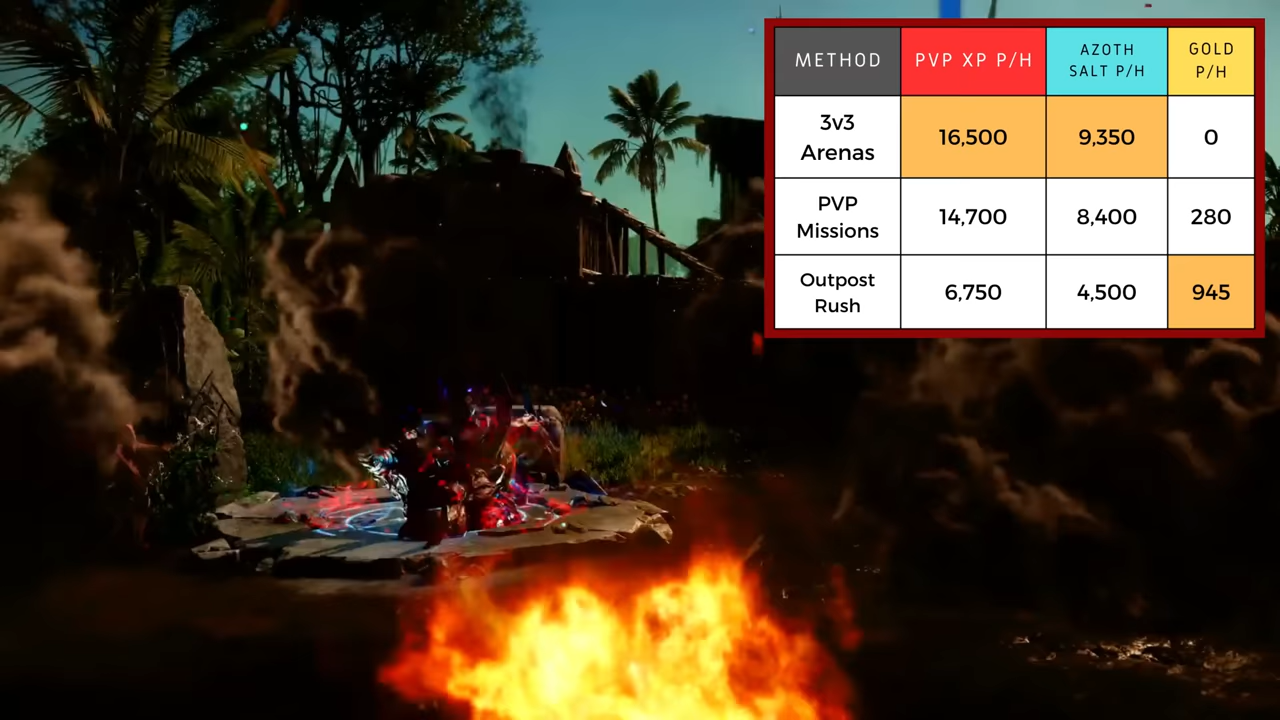 METHOD PVP XP P/H AZOTH SALT P/H GOLD P/H
3v3 Arenas 16,500 9,350 0
PVP Missions 14,700 8,400 280
Outpost Rush 6,750 4,500 945